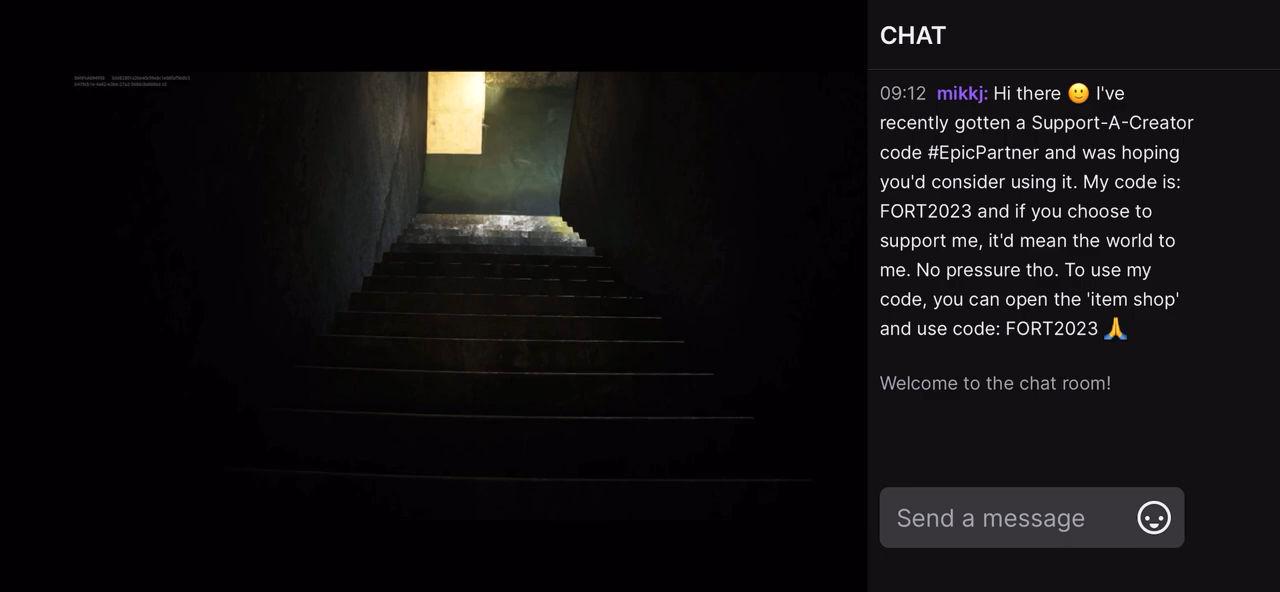 CHAT
09:12 mikkj: Hi there 🙂 I've
recently gotten a Support-A-Creator
code #EpicPartner and was hoping
you'd consider using it. My code is:
FORT2023 and if you choose to
support me, it'd mean the world to
me. No pressure tho. To use my
code, you can open the 'item shop'
and use code: FORT2023 🙏
Welcome to the chat room!
Send a message